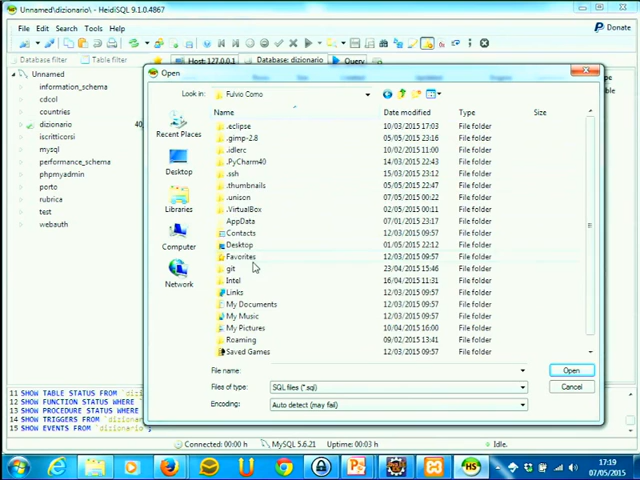 Unnamed\dizionario\ - HeidiSQL 9.1.0.4867
File Edit Search Tools Help
Donate
Database filter Table filter Host: 127.0.0.1 Database: dizionario Query
Unnamed
information_schema
cdcol
countries
dizionario
iscritticorsi
mysql
performance_schema
phpmyadmin
porto
rubrica
test
webauth
Open
Look in: Fulvio Corno
Name Date modified Type Size
.eclipse 10/03/2015 17:03 File folder
.gimp-2.8 05/05/2015 23:16 File folder
.idlerc 10/03/2015 22:39 File folder
.PyCharm40 14/03/2015 22:43 File folder
.ssh 15/03/2015 23:12 File folder
.thumbnails 05/05/2015 23:16 File folder
.unison 07/05/2015 00:22 File folder
.VirtualBox 02/05/2015 00:11 File folder
AppData 07/01/2015 23:17 File folder
Contacts 12/03/2015 09:57 File folder
Desktop 01/05/2015 22:12 File folder
Favorites 12/03/2015 09:57 File folder
git 23/04/2015 15:46 File folder
Intel 16/04/2015 11:31 File folder
Links 12/03/2015 09:57 File folder
My Documents 12/03/2015 09:57 File folder
My Music 12/03/2015 09:57 File folder
My Pictures 10/04/2015 16:00 File folder
Roaming 09/02/2015 13:41 File folder
Saved Games 12/03/2015 09:57 File folder
Recent Places
Desktop
Libraries
Computer
Network
File name:
Open
Files of type: SQL files (*.sql)
Cancel
Encoding: Auto detect (may fail)
11 SHOW TABLE STATUS FROM `dizio
12 SHOW FUNCTION STATUS WHERE `
13 SHOW PROCEDURE STATUS WHERE
14 SHOW TRIGGERS FROM `dizionar
15 SHOW EVENTS FROM `dizionario`
Connected: 00:00 h MySQL 5.6.21 Uptime: 00:03 h Idle.
17:19
07/05/2015